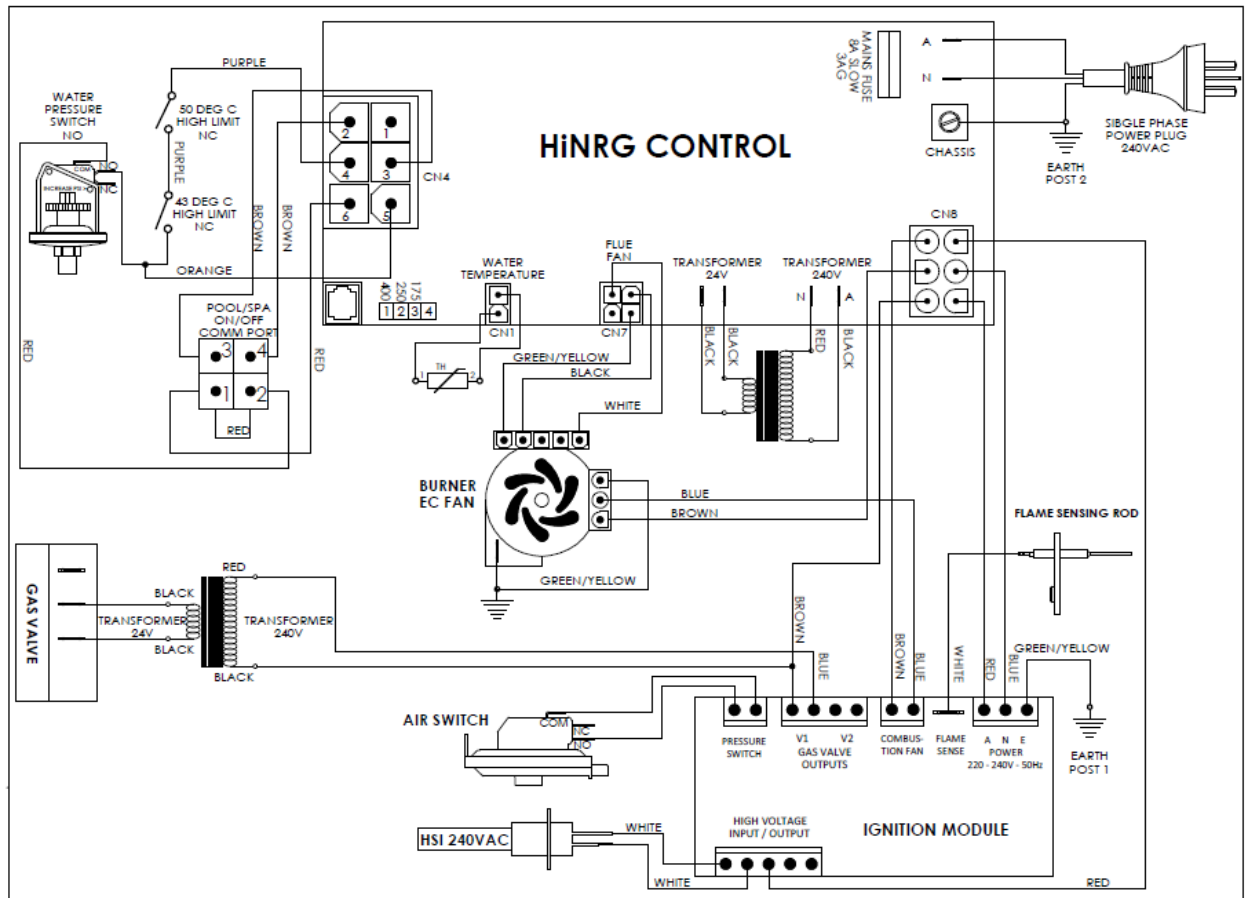 PURPLE
WATER
PRESSURE
SWITCH
NO
50 DEG C
HIGH LIMIT
NC
PURPLE
43 DEG C
HIGH LIMIT
NC
COM
NO
NC
INCREASE PSI
BROWN
BROWN
ORANGE
RED
RED
2
1
4
3
6
5
CN4
HiNRG CONTROL
MAINS FUSE
8A SLOW
3AG
A
N
CHASSIS
EARTH
POST 2
SIBGLE PHASE
POWER PLUG
240VAC
CN8
400
250
175
1 2 3 4
WATER
TEMPERATURE
CN1
1
TH
2
FLUE
FAN
CN7
TRANSFORMER
24V
TRANSFORMER
240V
N
A
BLACK
BLACK
RED
BLACK
POOL/SPA
ON/OFF
COMM PORT
3
4
1
2
RED
GREEN/YELLOW
BLACK
WHITE
BURNER
EC FAN
BLUE
BROWN
GREEN/YELLOW
FLAME SENSING ROD
GAS VALVE
RED
BLACK
TRANSFORMER
24V
TRANSFORMER
240V
BLACK
BLACK
BROWN
BLUE
BROWN
BLUE
WHITE
RED
BLUE
GREEN/YELLOW
EARTH
POST 1
AIR SWITCH
COM
NC
NO
PRESSURE
SWITCH
V1
V2
GAS VALVE
OUTPUTS
COMBUS-
TION FAN
FLAME
SENSE
A N E
POWER
220 - 240V - 50Hz
HIGH VOLTAGE
INPUT / OUTPUT
IGNITION MODULE
HSI 240VAC
WHITE
WHITE
RED